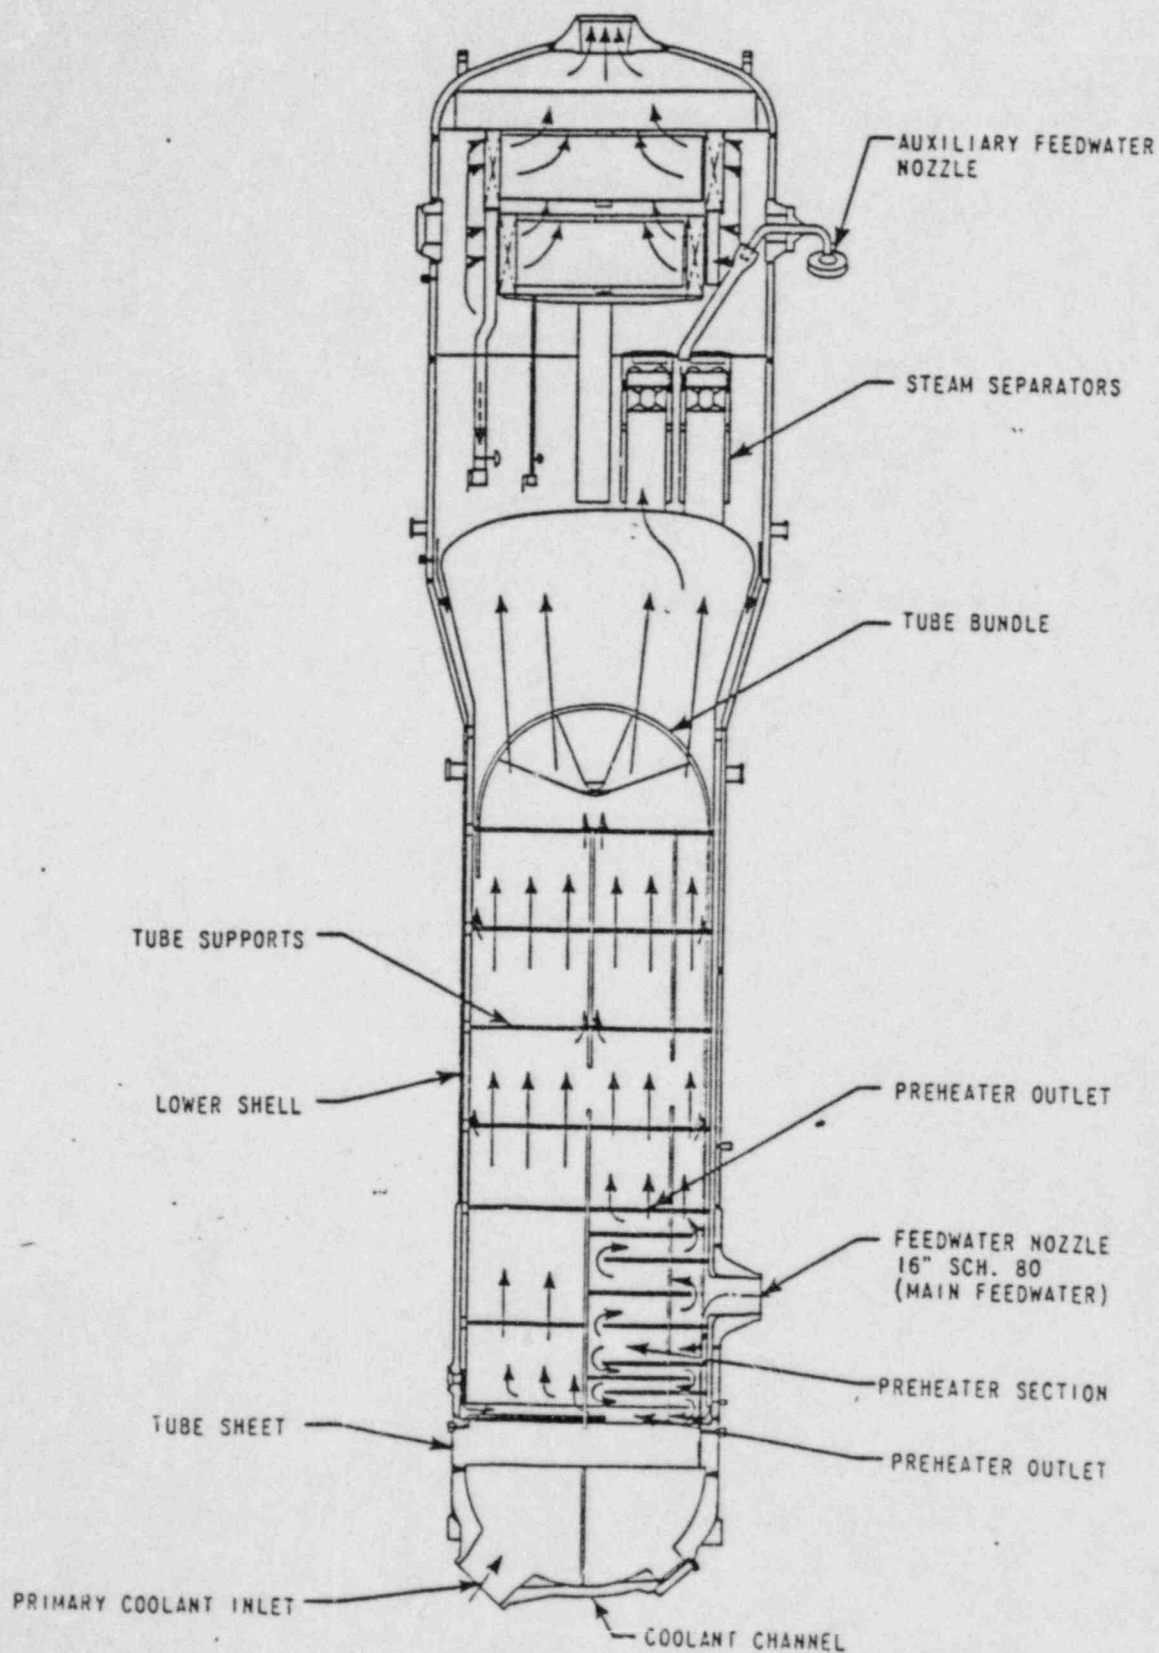 AUXILIARY FEEDWATER
NOZZLE
STEAM SEPARATORS
TUBE BUNDLE
TUBE SUPPORTS
LOWER SHELL
PREHEATER OUTLET
FEEDWATER NOZZLE
16" SCH. 80
(MAIN FEEDWATER)
PREHEATER SECTION
TUBE SHEET
PREHEATER OUTLET
PRIMARY COOLANT INLET
COOLANT CHANNEL